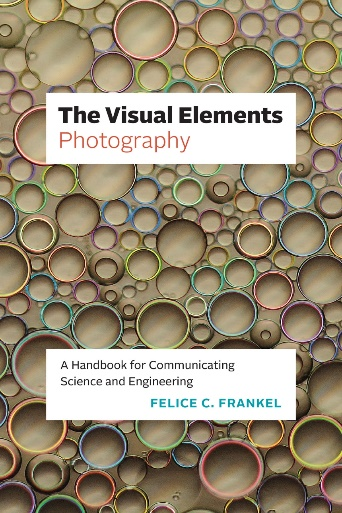 The Visual Elements
Photography
A Handbook for Communicating
Science and Engineering
FELICE C. FRANKEL